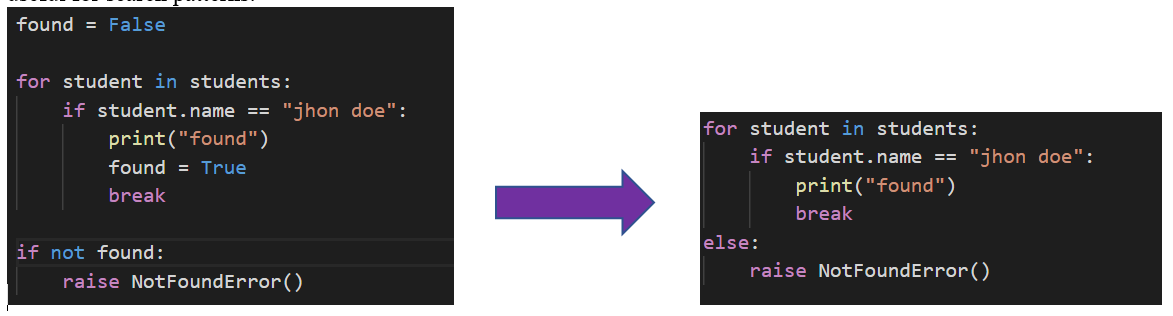 useful for search patterns.
found = False
for student in students:
    if student.name == "jhon doe":
        print("found")
        found = True
        break
if not found:
    raise NotFoundError()
for student in students:
    if student.name == "jhon doe":
        print("found")
        break
else:
    raise NotFoundError()